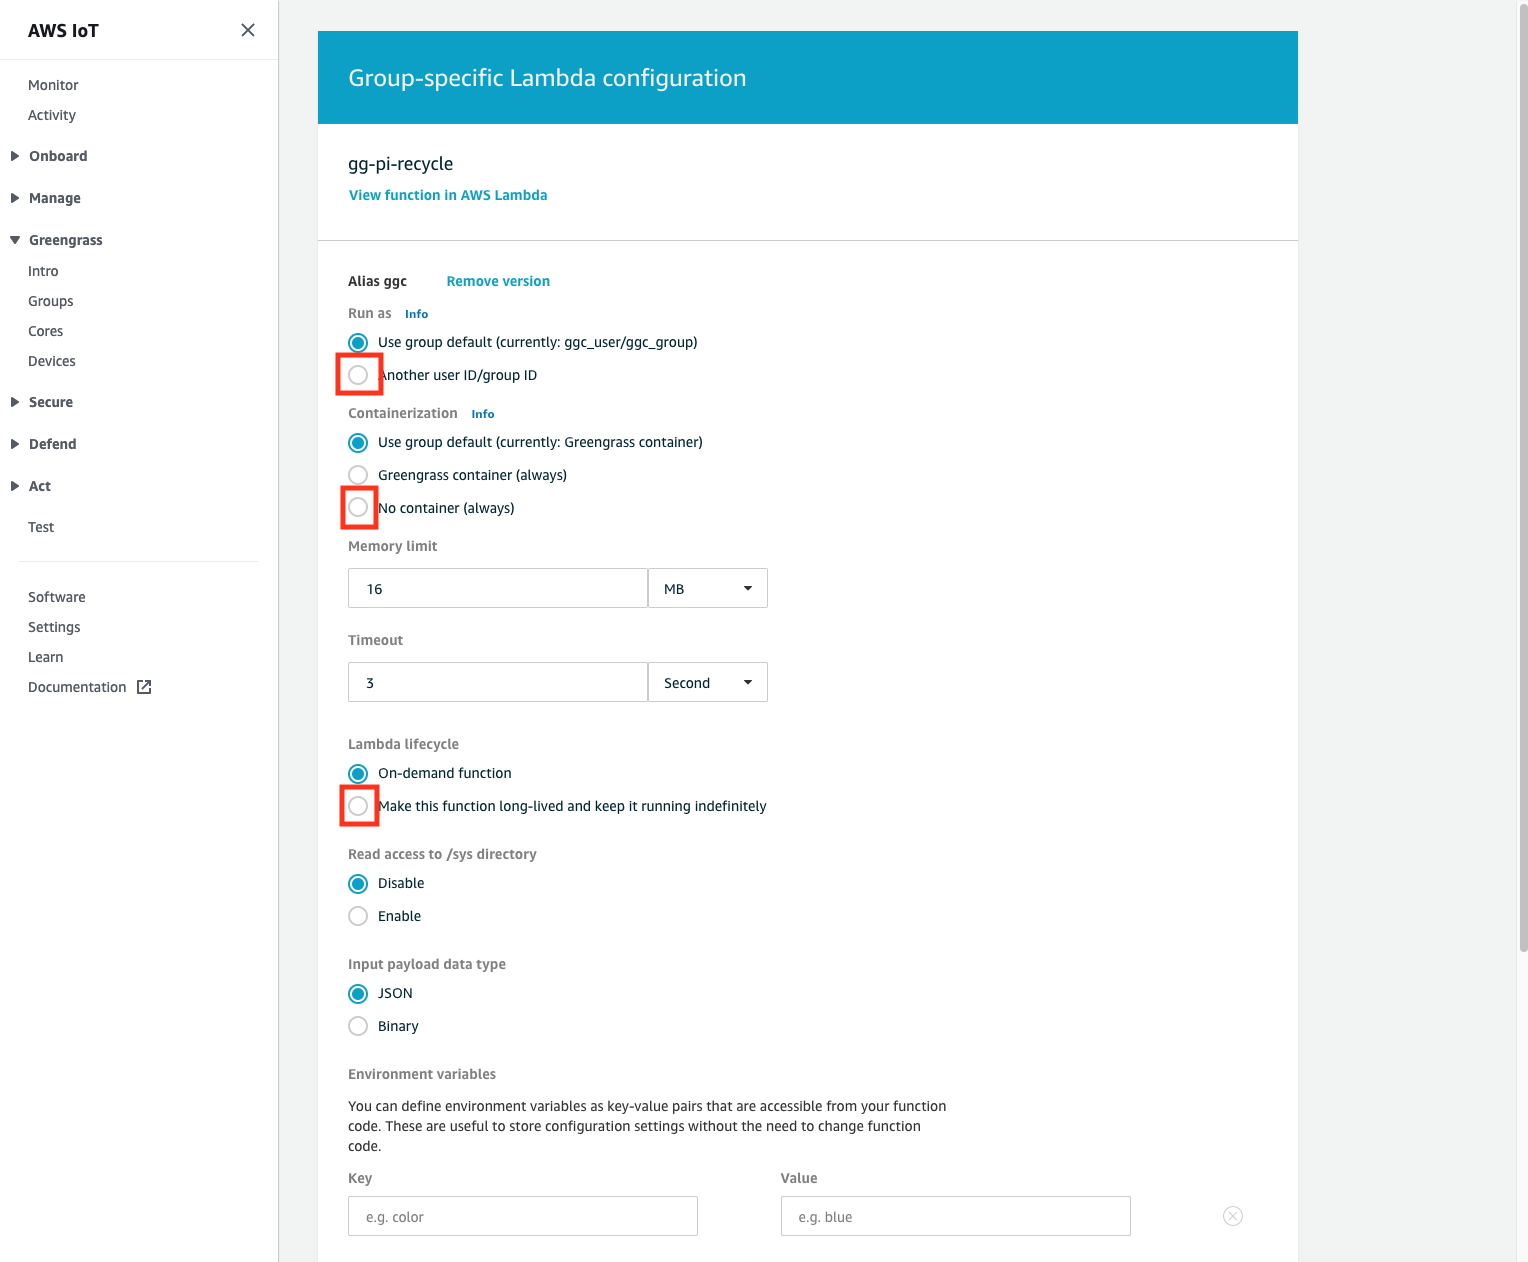 AWS IoT
Monitor
Activity
Onboard
Manage
Greengrass
Intro
Groups
Cores
Devices
Secure
Defend
Act
Test
Software
Settings
Learn
Documentation
Group-specific Lambda configuration
gg-pi-recycle
View function in AWS Lambda
Alias ggc Remove version
Run as Info
Use group default (currently: ggc_user/ggc_group)
Another user ID/group ID
Containerization Info
Use group default (currently: Greengrass container)
Greengrass container (always)
No container (always)
Memory limit
16 MB
Timeout
3 Second
Lambda lifecycle
On-demand function
Make this function long-lived and keep it running indefinitely
Read access to /sys directory
Disable
Enable
Input payload data type
JSON
Binary
Environment variables
You can define environment variables as key-value pairs that are accessible from your function
code. These are useful to store configuration settings without the need to change function
code.
Key Value
e.g. color e.g. blue